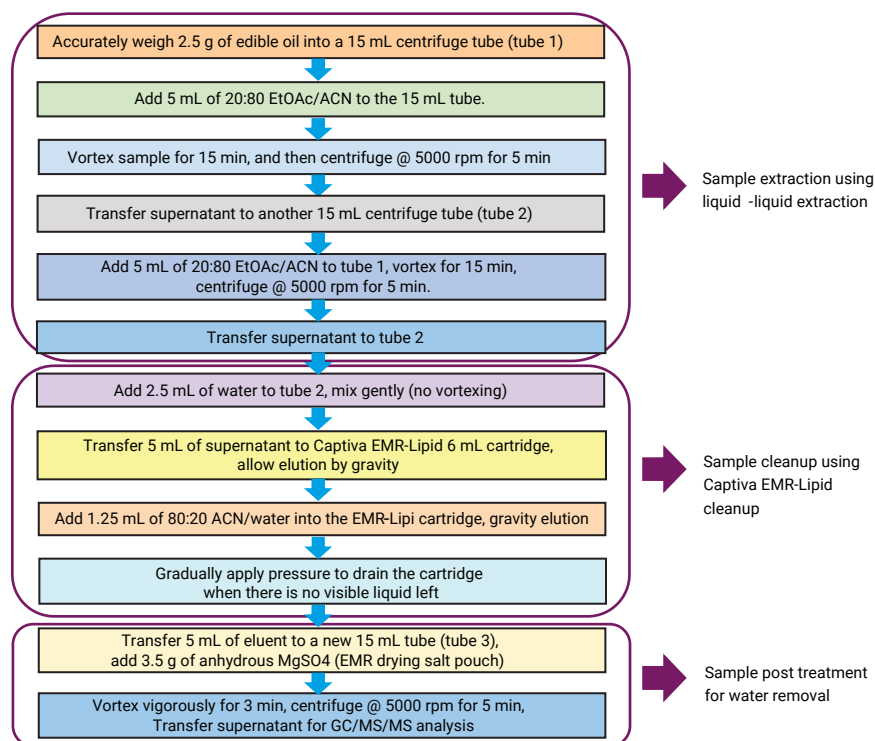 Accurately weigh 2.5 g of edible oil into a 15 mL centrifuge tube (tube 1)
Add 5 mL of 20:80 EtOAc/ACN to the 15 mL tube.
Vortex sample for 15 min, and then centrifuge @ 5000 rpm for 5 min
Transfer supernatant to another 15 mL centrifuge tube (tube 2)
Add 5 mL of 20:80 EtOAc/ACN to tube 1, vortex for 15 min,
centrifuge @ 5000 rpm for 5 min.
Transfer supernatant to tube 2
Sample extraction using
liquid -liquid extraction
Add 2.5 mL of water to tube 2, mix gently (no vortexing)
Transfer 5 mL of supernatant to Captiva EMR-Lipid 6 mL cartridge,
allow elution by gravity
Add 1.25 mL of 80:20 ACN/water into the EMR-Lipi cartridge, gravity elution
Gradually apply pressure to drain the cartridge
when there is no visible liquid left
Sample cleanup using
Captiva EMR-Lipid
cleanup
Transfer 5 mL of eluent to a new 15 mL tube (tube 3),
add 3.5 g of anhydrous MgSO4 (EMR drying salt pouch)
Vortex vigorously for 3 min, centrifuge @ 5000 rpm for 5 min,
Transfer supernatant for GC/MS/MS analysis
Sample post treatment
for water removal